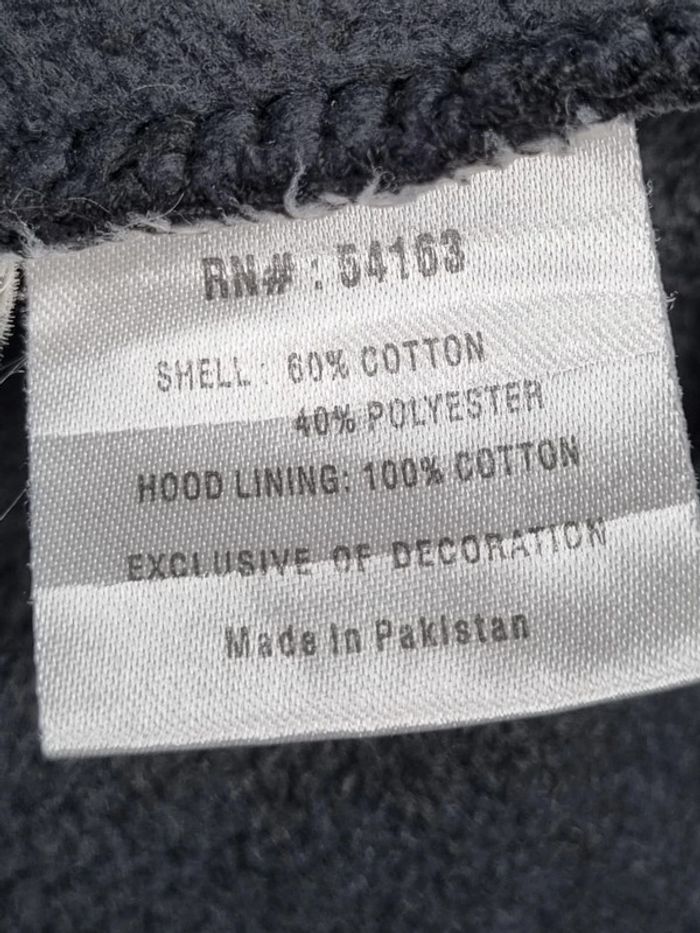 RN# : 54163
SHELL : 60% COTTON
40% POLYESTER
HOOD LINING: 100% COTTON
EXCLUSIVE OF DECORATION
Made In Pakistan